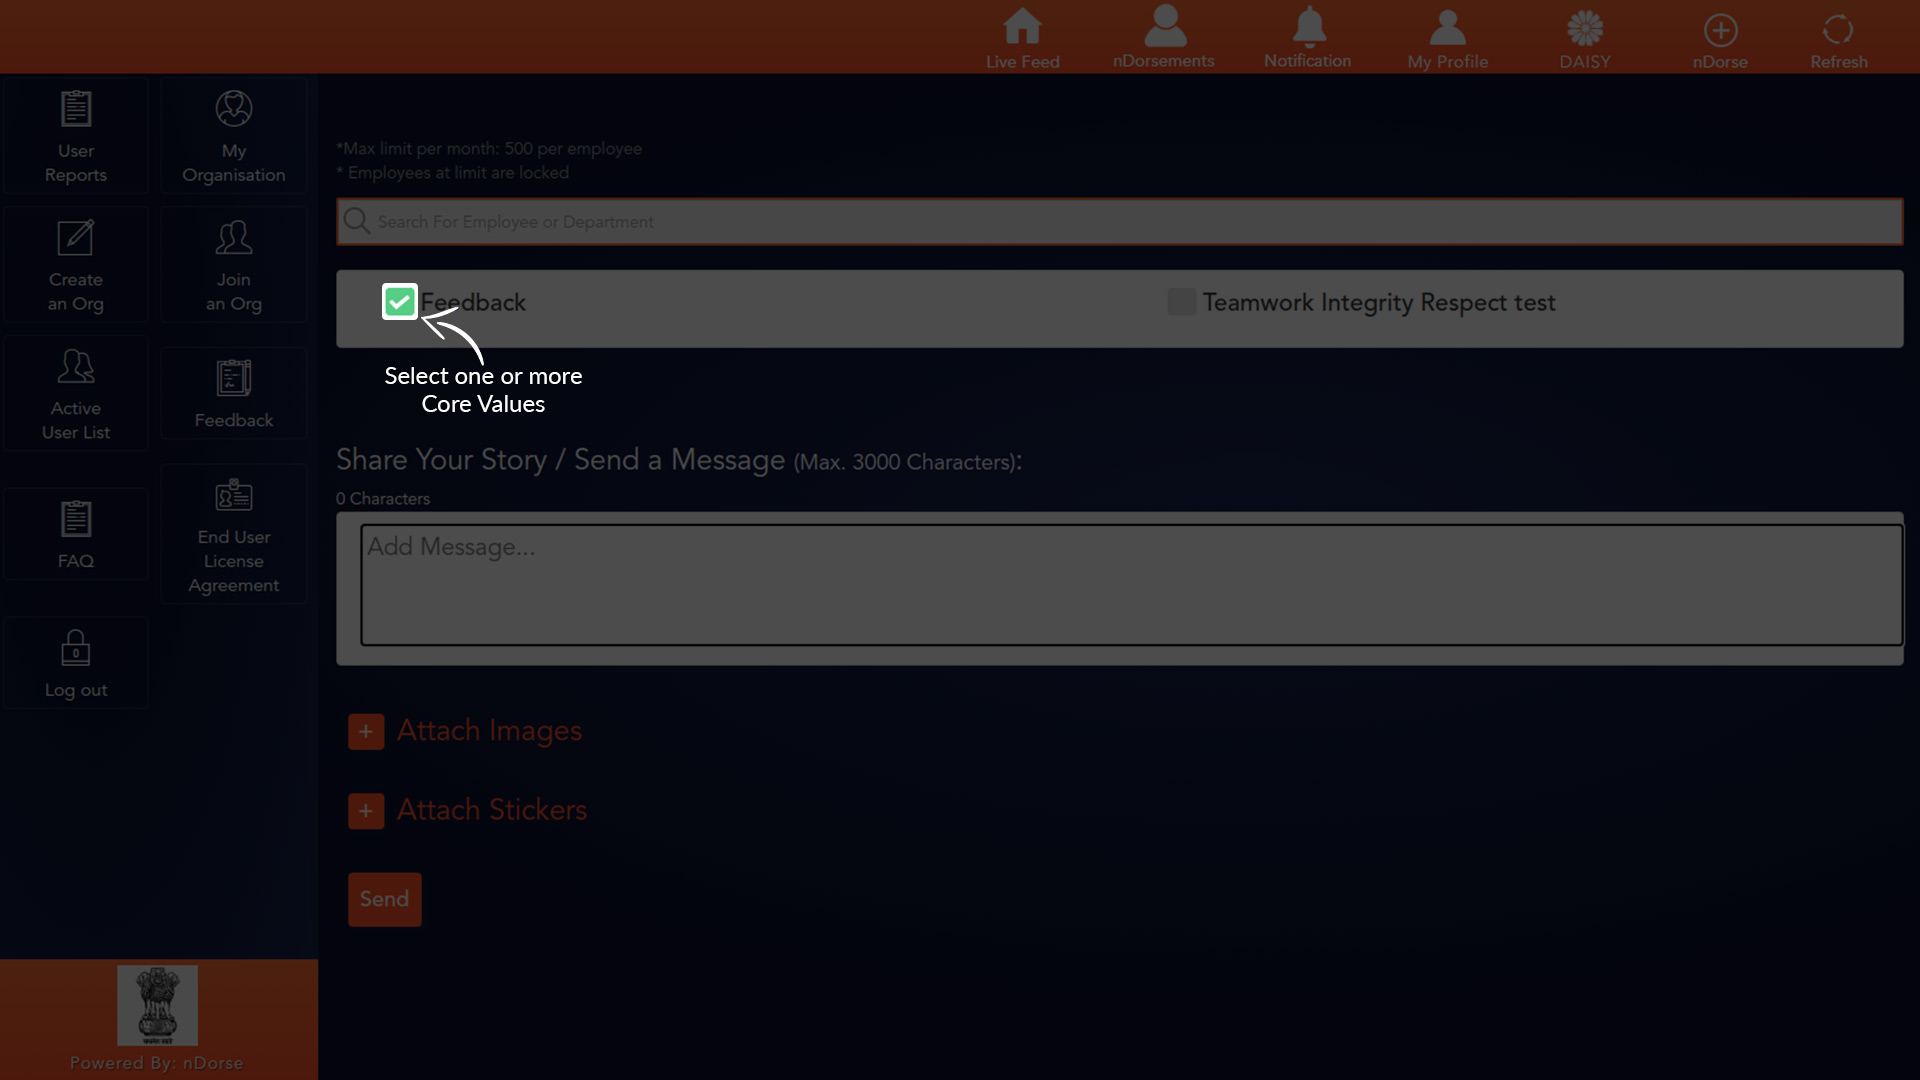 Live Feed
nDorsements
Notification
My Profile
DAISY
nDorse
Refresh
User
Reports
My
Organisation
Create
an Org
Join
an Org
Active
User List
Feedback
FAQ
End User
License
Agreement
0
Log out
Powered By: nDorse
*Max limit per month: 500 per employee
* Employees at limit are locked
Search For Employee or Department
Feedback
Teamwork Integrity Respect test
Select one or more
Core Values
Share Your Story / Send a Message (Max. 3000 Characters):
0 Characters
Add Message...
+ Attach Images
+ Attach Stickers
Send